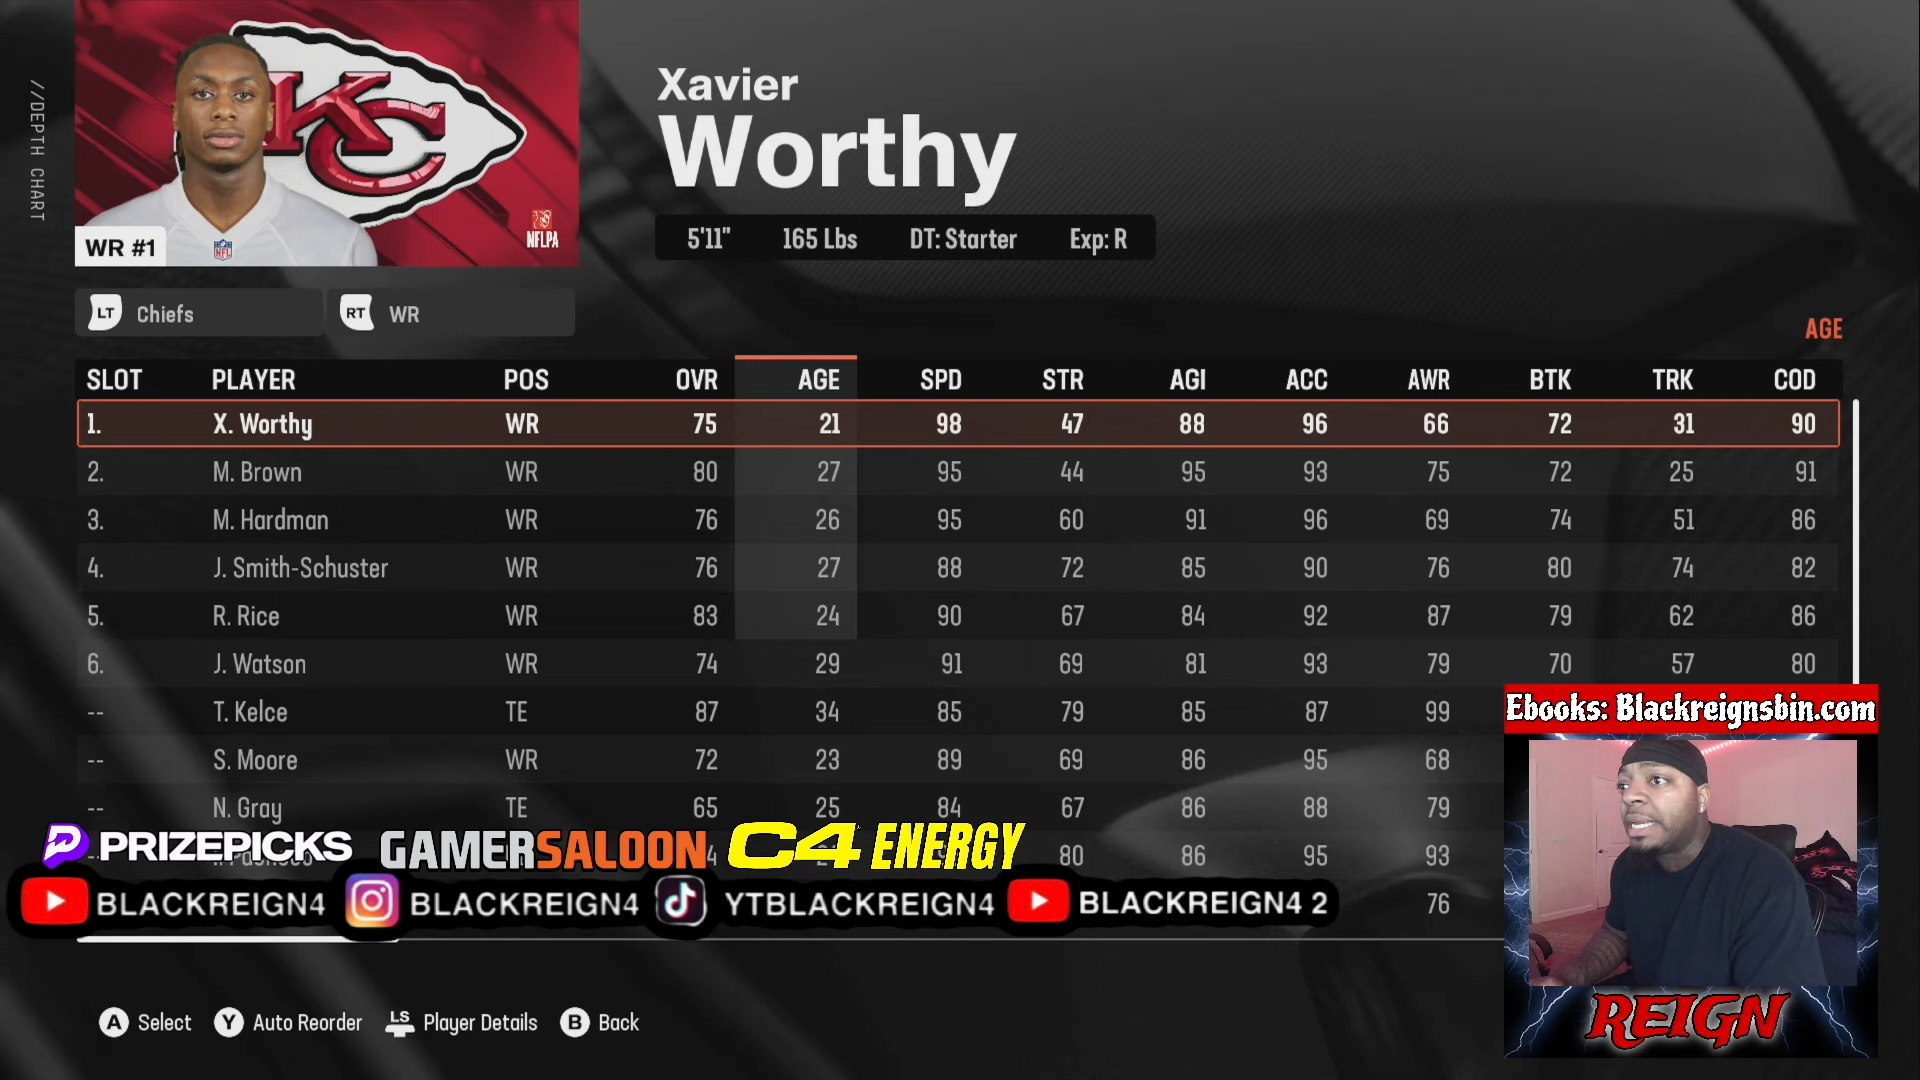 //DEPTH CHART
KC
NFL
NFLPA
WR #1
Xavier
Worthy
5'11" 165 Lbs DT: Starter Exp: R
LT Chiefs RT WR
AGE
SLOT PLAYER POS OVR AGE SPD STR AGI ACC AWR BTK TRK COD
1. X. Worthy WR 75 21 98 47 88 96 66 72 31 90
2. M. Brown WR 80 27 95 44 95 93 75 72 25 91
3. M. Hardman WR 76 26 95 60 91 96 69 74 51 86
4. J. Smith-Schuster WR 76 27 88 72 85 90 76 80 74 82
5. R. Rice WR 83 24 90 67 84 92 87 79 62 86
6. J. Watson WR 74 29 91 69 81 93 79 70 57 80
-- T. Kelce TE 87 34 85 79 85 87 99
-- S. Moore WR 72 23 89 69 86 95 68
-- N. Gray TE 65 25 84 67 86 88 79
80 86 95 93
76
PRIZEPICKS GAMERSALOON C4 ENERGY
BLACKREIGN4 BLACKREIGN4 YTBLACKREIGN4 BLACKREIGN4 2
Ebooks: Blackreignsbin.com
REIGN
A Select Y Auto Reorder LS Player Details B Back